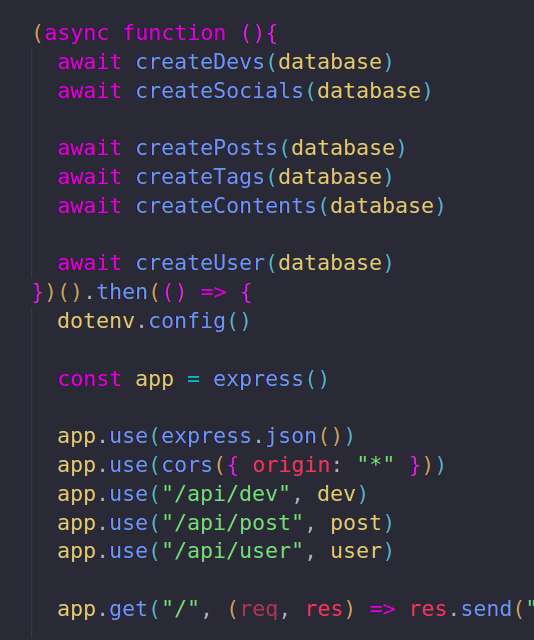 (async function (){
  await createDevs(database)
  await createSocials(database)

  await createPosts(database)
  await createTags(database)
  await createContents(database)

  await createUser(database)
})().then(() => {
  dotenv.config()

  const app = express()

  app.use(express.json())
  app.use(cors({ origin: "*" }))
  app.use("/api/dev", dev)
  app.use("/api/post", post)
  app.use("/api/user", user)

  app.get("/", (req, res) => res.send("